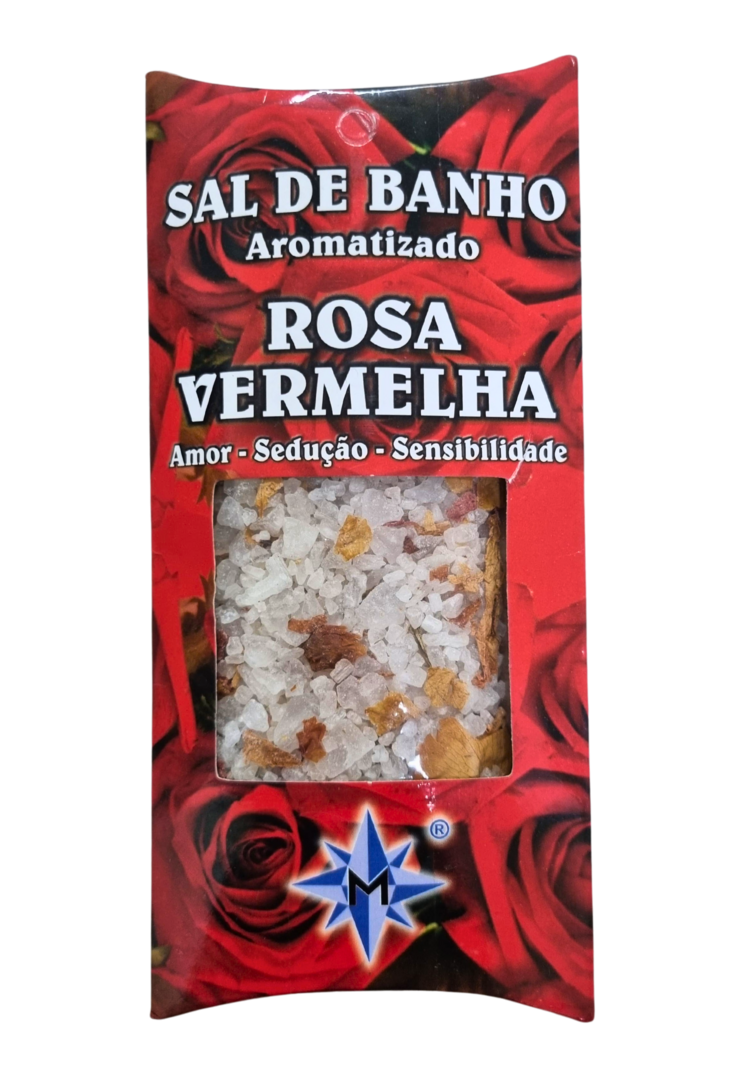 SAL DE BANHO
Aromatizado
ROSA
VERMELHA
Amor - Sedução - Sensibilidade
®
M